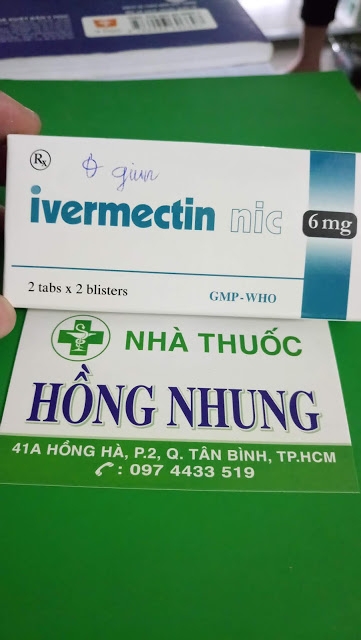 Rx
giun
ivermectin nic 6 mg
2 tabs x 2 blisters
GMP-WHO
NHÀ THUỐC
HỒNG NHUNG
41A HỒNG HÀ, P.2, Q. TÂN BÌNH, TP.HCM
: 097 4433 519